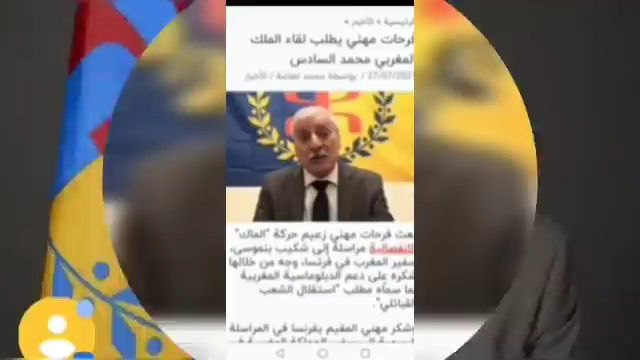 الرئيسية » الأخبار »
فرحات مهني يطلب لقاء الملك
المغربي محمد السادس
بواسطة محمد لعلامة / الأخبار
بعث فرحات مهني زعيم حركة "الماك"
الانفصالية مراسلة إلى شكيب بنموسى،
سفير المغرب في فرنسا، وجه من خلالها
شكره على دعم الدبلوماسية المغربية
لما سماه مطلب "استقلال الشعب
القبائلي".
وشكر مهني المقيم بفرنسا في المراسلة